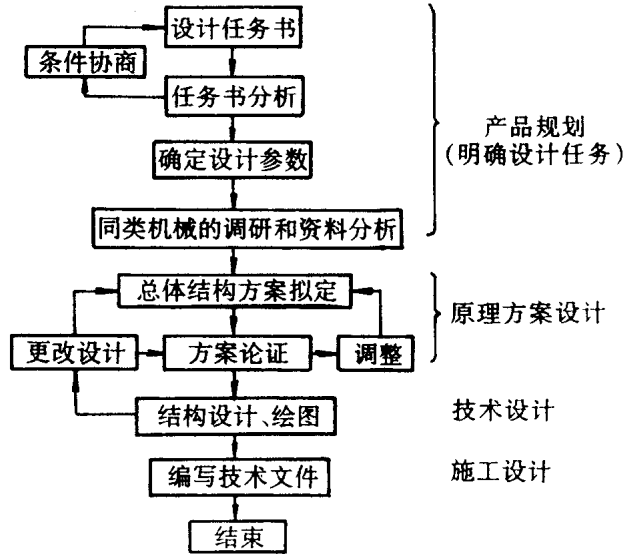 设计任务书
条件协商
任务书分析
产品规划
(明确设计任务)
确定设计参数
同类机械的调研和资料分析
总体结构方案拟定
原理方案设计
更改设计
方案论证
调整
结构设计、绘图
技术设计
编写技术文件
施工设计
结束